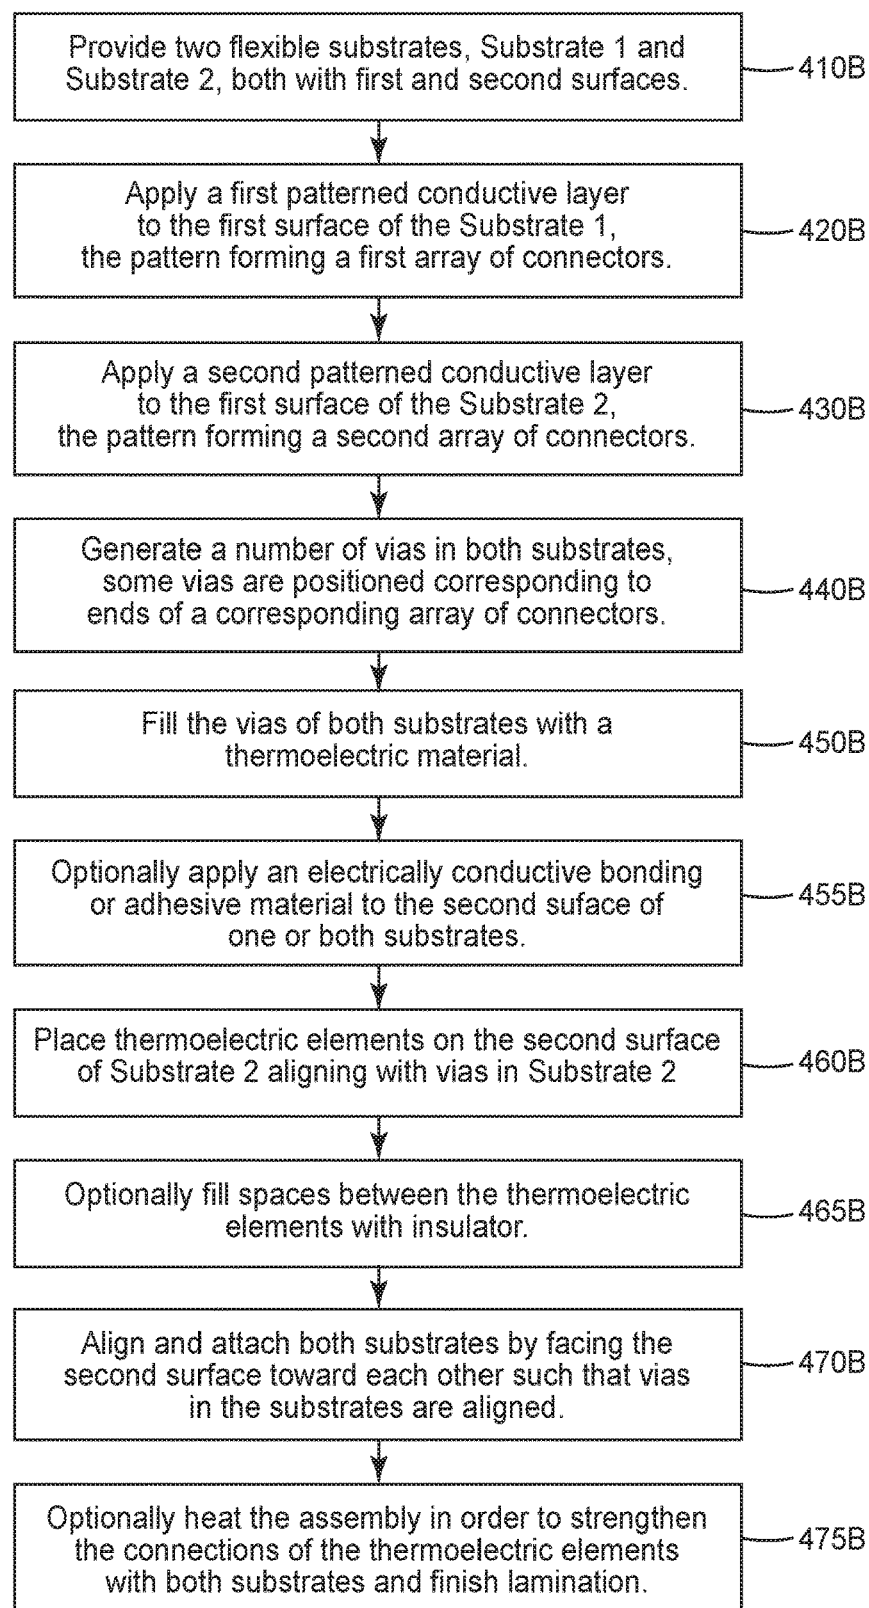 Provide two flexible substrates, Substrate 1 and
Substrate 2, both with first and second surfaces.
410B
Apply a first patterned conductive layer
to the first surface of the Substrate 1,
the pattern forming a first array of connectors.
420B
Apply a second patterned conductive layer
to the first surface of the Substrate 2,
the pattern forming a second array of connectors.
430B
Generate a number of vias in both substrates,
some vias are positioned corresponding to
ends of a corresponding array of connectors.
440B
Fill the vias of both substrates with a
thermoelectric material.
450B
Optionally apply an electrically conductive bonding
or adhesive material to the second suface of
one or both substrates.
455B
Place thermoelectric elements on the second surface
of Substrate 2 aligning with vias in Substrate 2
460B
Optionally fill spaces between the thermoelectric
elements with insulator.
465B
Align and attach both substrates by facing the
second surface toward each other such that vias
in the substrates are aligned.
470B
Optionally heat the assembly in order to strengthen
the connections of the thermoelectric elements
with both substrates and finish lamination.
475B